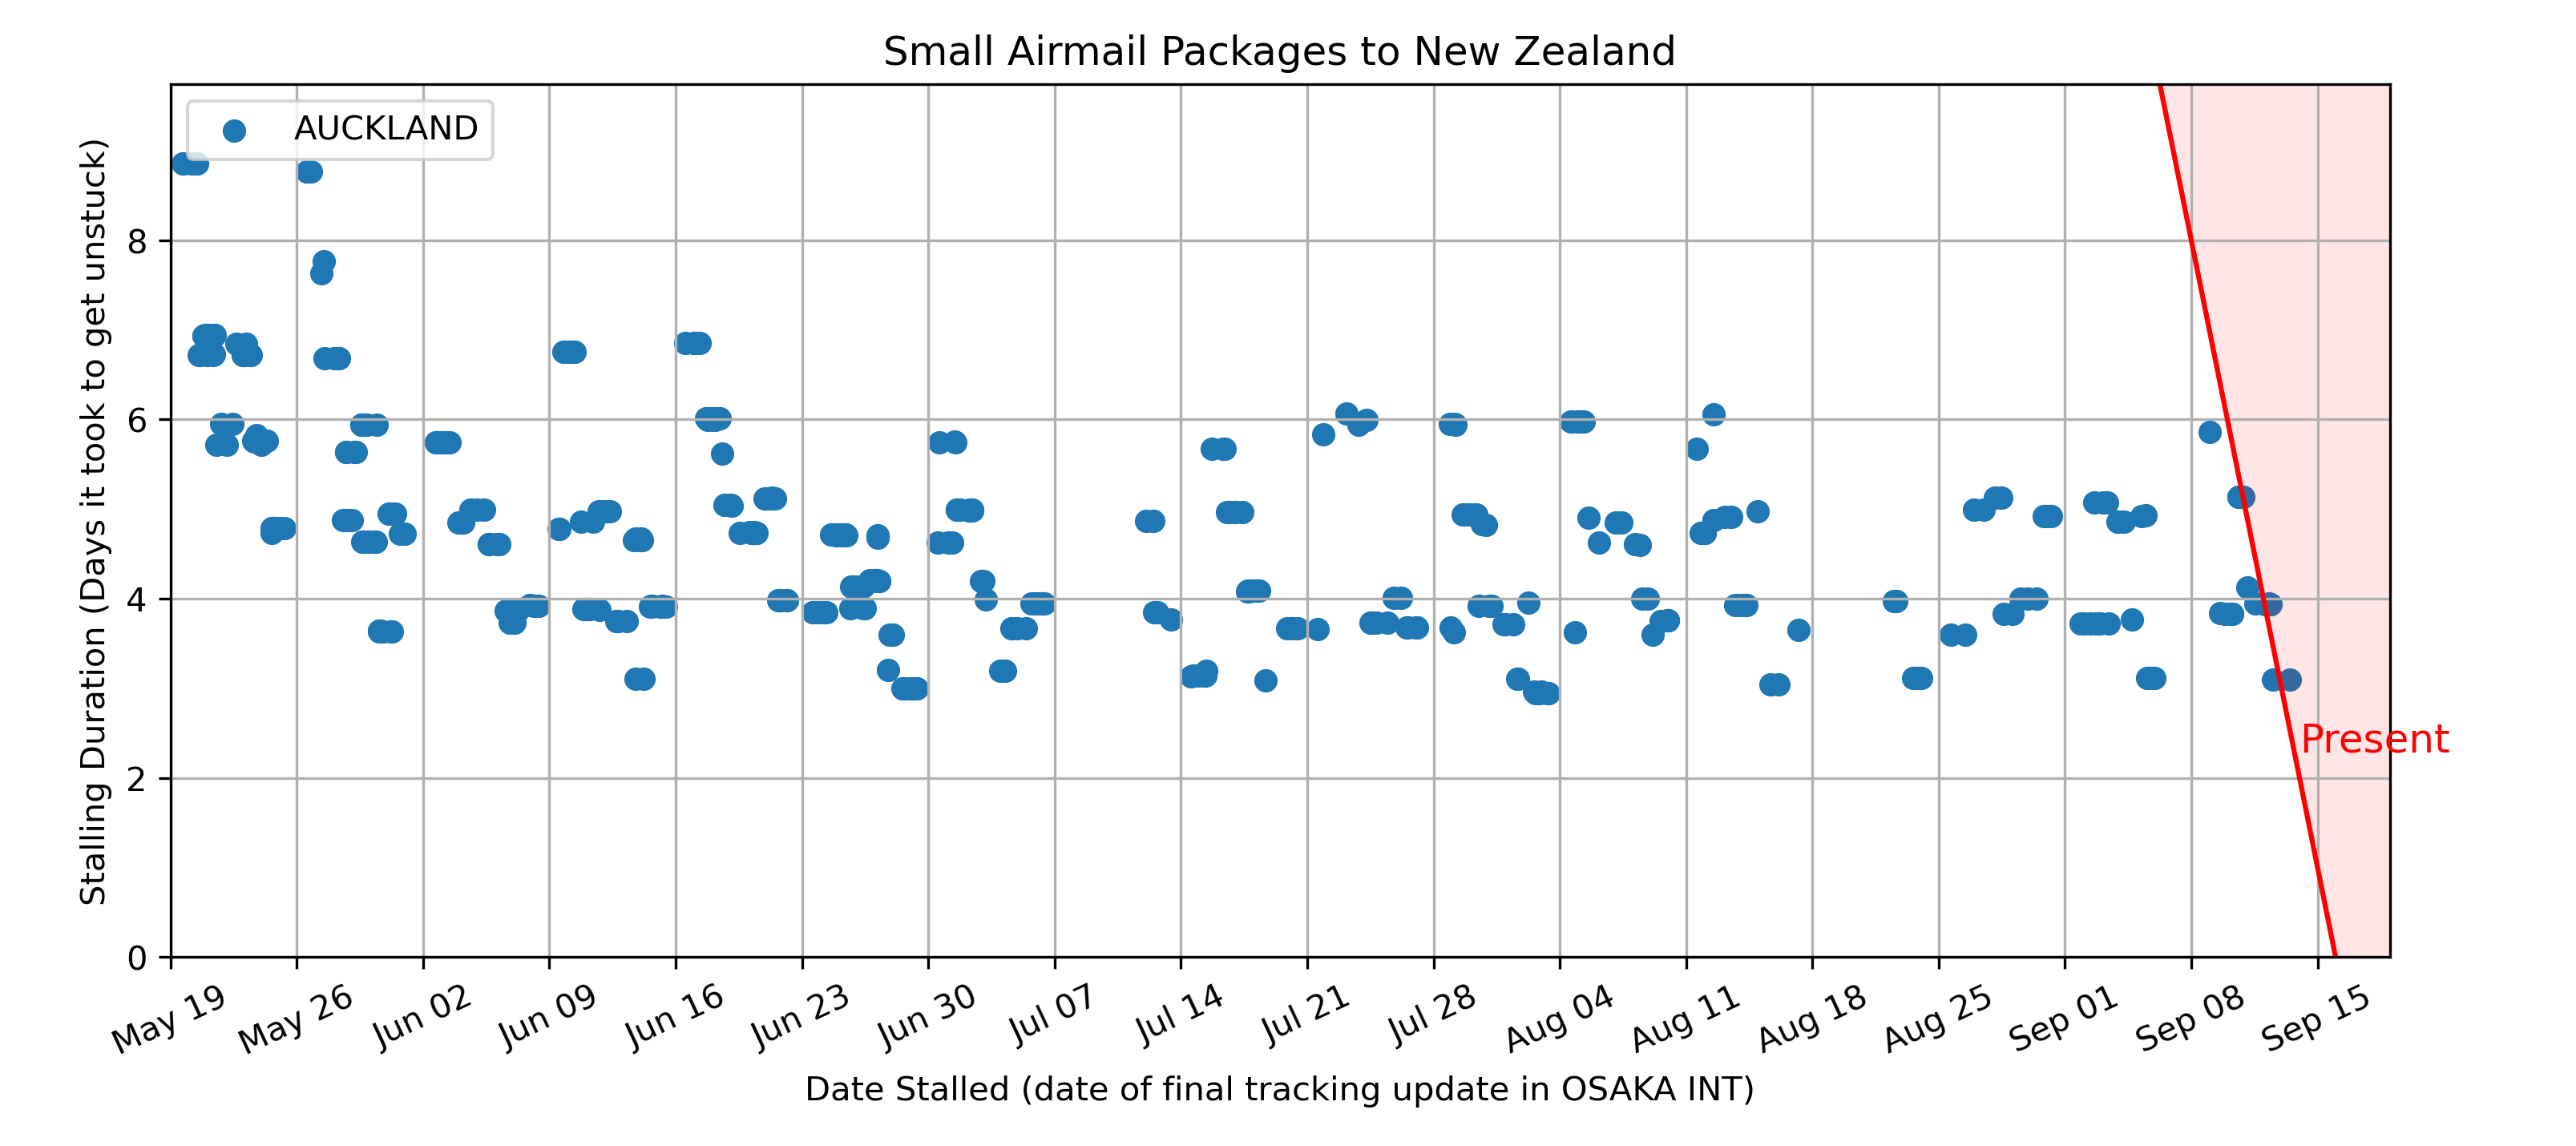 Small Airmail Packages to New Zealand
AUCKLAND
Stalling Duration (Days it took to get unstuck)
8
6
4
2
0
Present
May 19
May 26
Jun 02
Jun 09
Jun 16
Jun 23
Jun 30
Jul 07
Jul 14
Jul 21
Jul 28
Aug 04
Aug 11
Aug 18
Aug 25
Sep 01
Sep 08
Sep 15
Date Stalled (date of final tracking update in OSAKA INT)